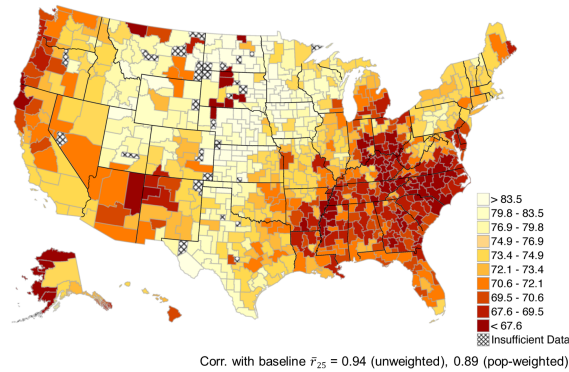 > 83.5
79.8 - 83.5
76.9 - 79.8
74.9 - 76.9
73.4 - 74.9
72.1 - 73.4
70.6 - 72.1
69.5 - 70.6
67.6 - 69.5
< 67.6
Insufficient Data
Corr. with baseline r̄₂₅ = 0.94 (unweighted), 0.89 (pop-weighted)